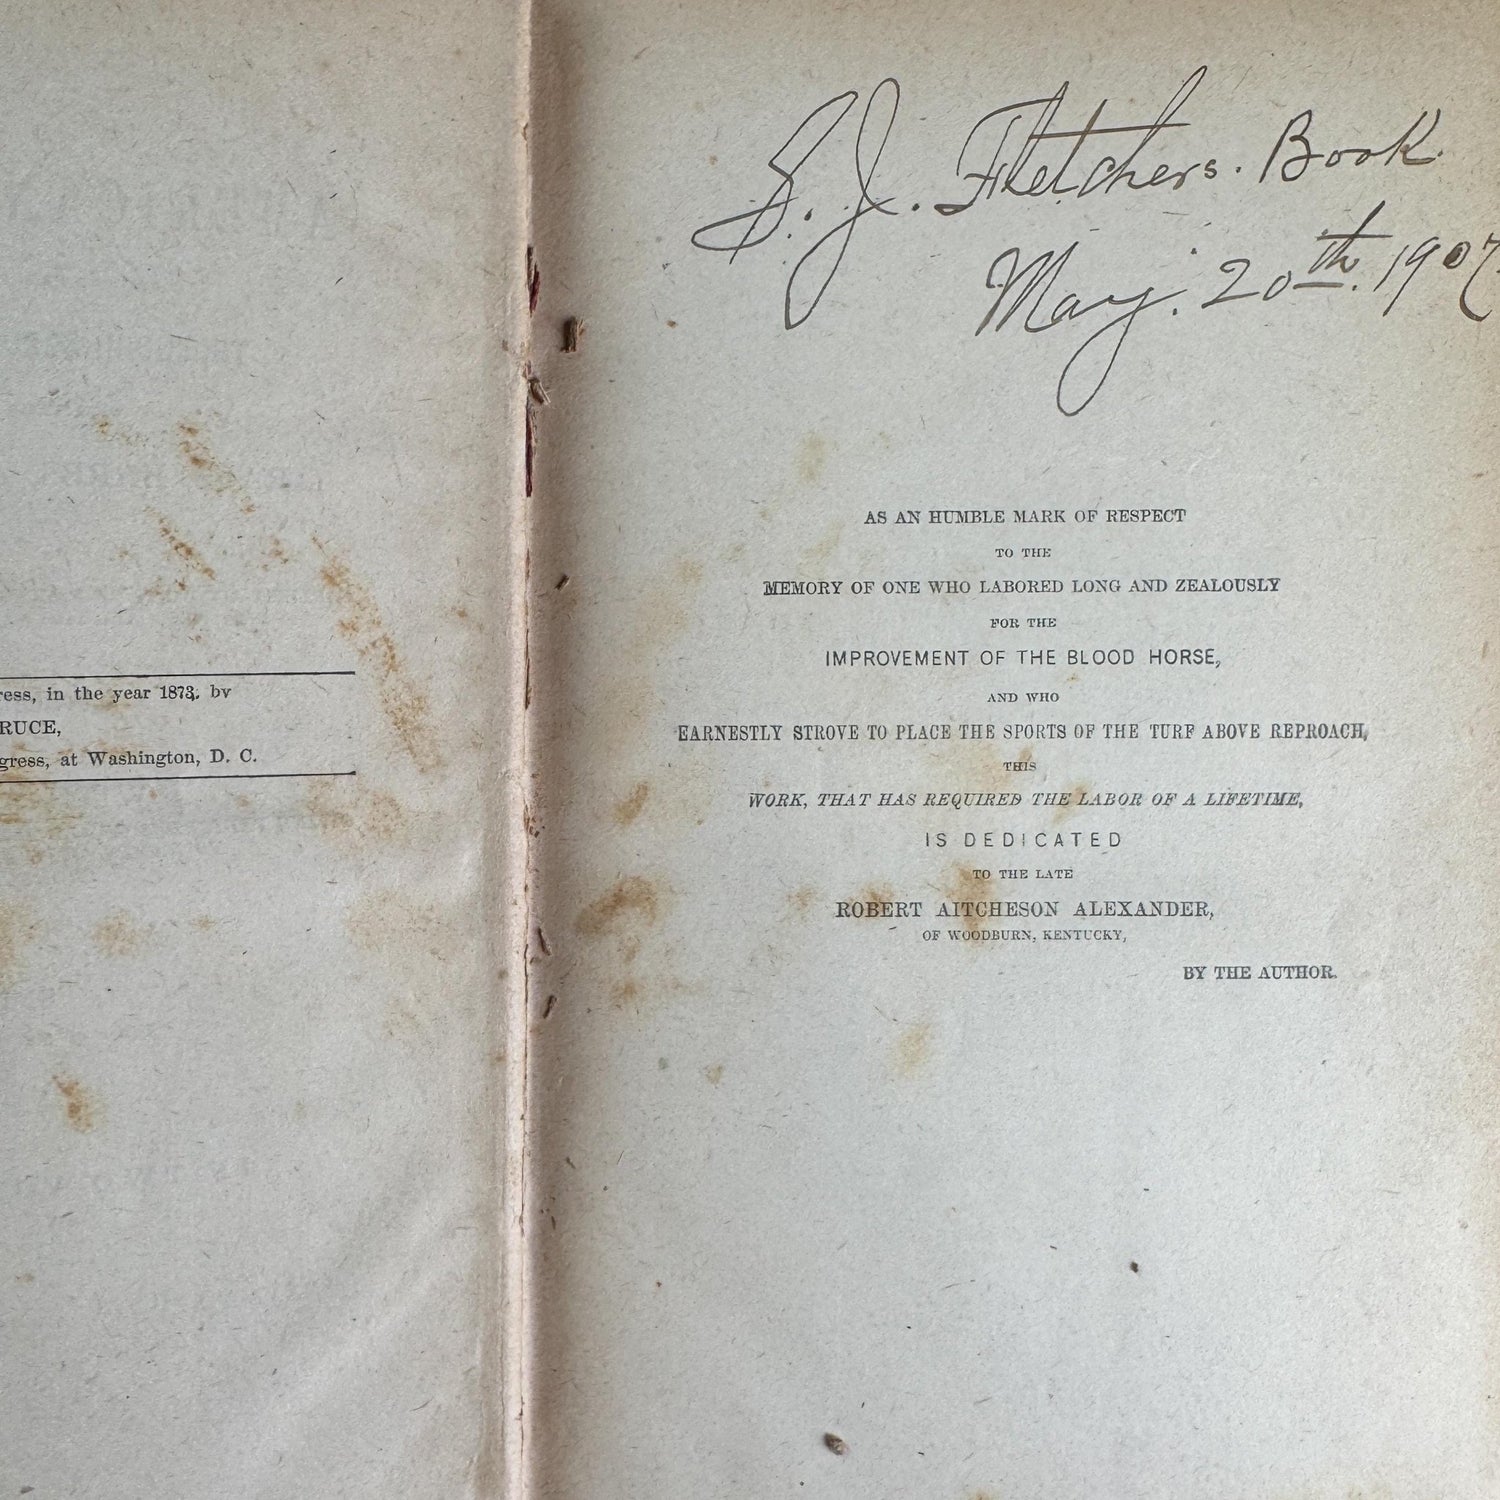 ress, in the year 1873, by
RUCE,
gress, at Washington, D. C.
S. J. Fletchers. Book.
May. 20th. 1907.
AS AN HUMBLE MARK OF RESPECT
TO THE
MEMORY OF ONE WHO LABORED LONG AND ZEALOUSLY
FOR THE
IMPROVEMENT OF THE BLOOD HORSE,
AND WHO
EARNESTLY STROVE TO PLACE THE SPORTS OF THE TURF ABOVE REPROACH,
THIS
WORK, THAT HAS REQUIRED THE LABOR OF A LIFETIME,
IS DEDICATED
TO THE LATE
ROBERT AITCHESON ALEXANDER,
OF WOODBURN, KENTUCKY,
BY THE AUTHOR.